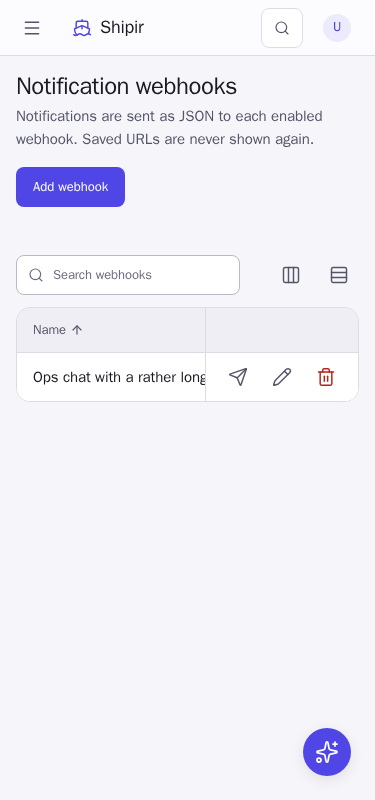 Shipir
U
Notification webhooks
Notifications are sent as JSON to each enabled
webhook. Saved URLs are never shown again.
Add webhook
Search webhooks
Name
Ops chat with a rather long